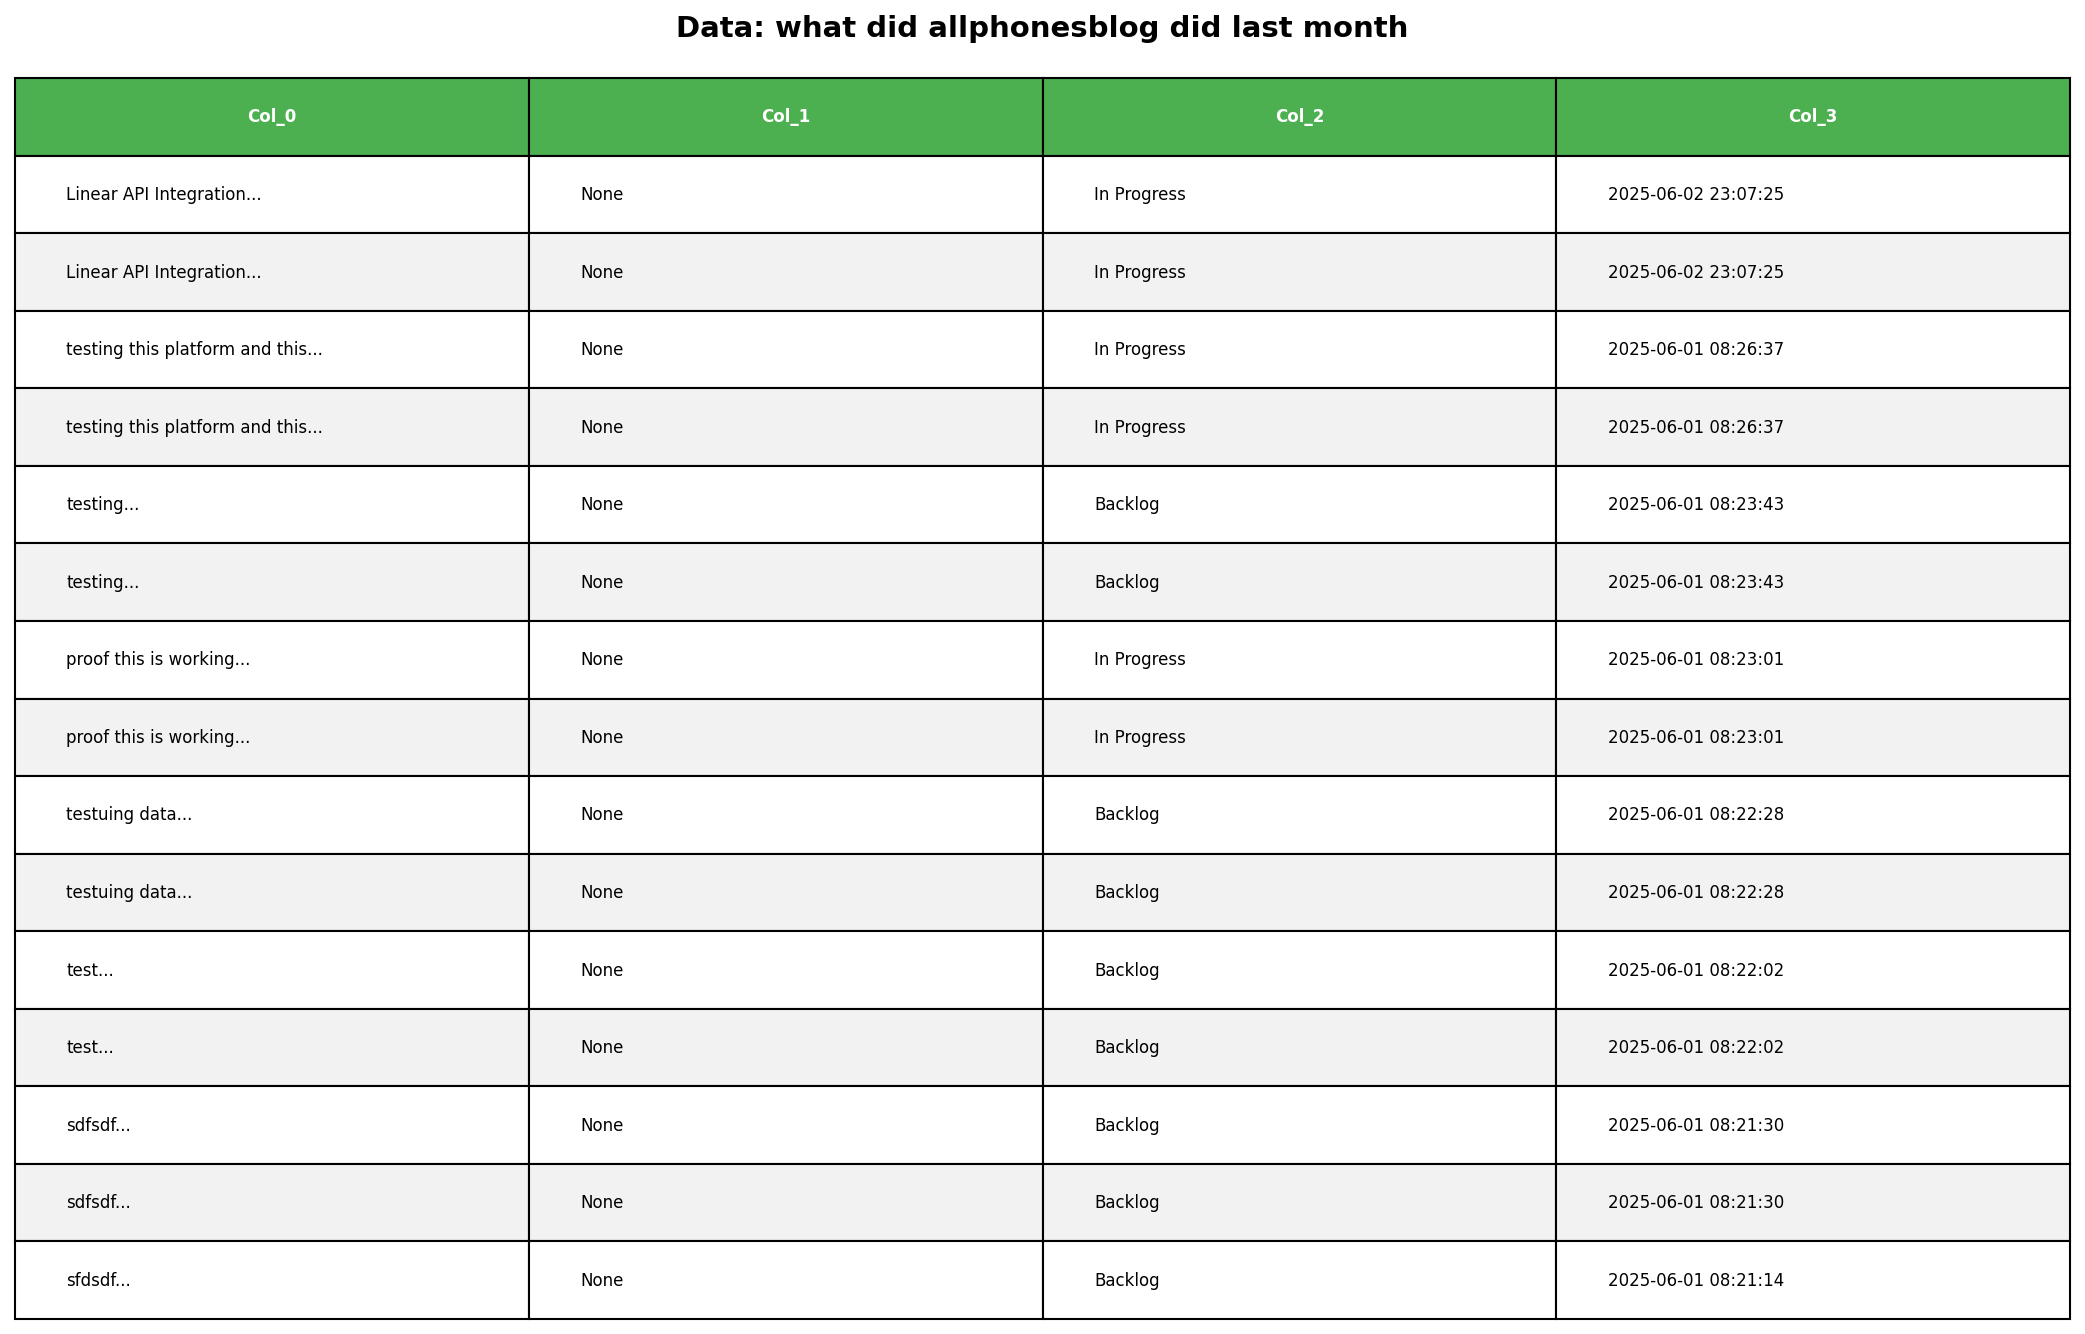 Data: what did allphonesblog did last month
Col_0 Col_1 Col_2 Col_3
Linear API Integration... None In Progress 2025-06-02 23:07:25
Linear API Integration... None In Progress 2025-06-02 23:07:25
testing this platform and this... None In Progress 2025-06-01 08:26:37
testing this platform and this... None In Progress 2025-06-01 08:26:37
testing... None Backlog 2025-06-01 08:23:43
testing... None Backlog 2025-06-01 08:23:43
proof this is working... None In Progress 2025-06-01 08:23:01
proof this is working... None In Progress 2025-06-01 08:23:01
testuing data... None Backlog 2025-06-01 08:22:28
testuing data... None Backlog 2025-06-01 08:22:28
test... None Backlog 2025-06-01 08:22:02
test... None Backlog 2025-06-01 08:22:02
sdfsdf... None Backlog 2025-06-01 08:21:30
sdfsdf... None Backlog 2025-06-01 08:21:30
sfdsdf... None Backlog 2025-06-01 08:21:14